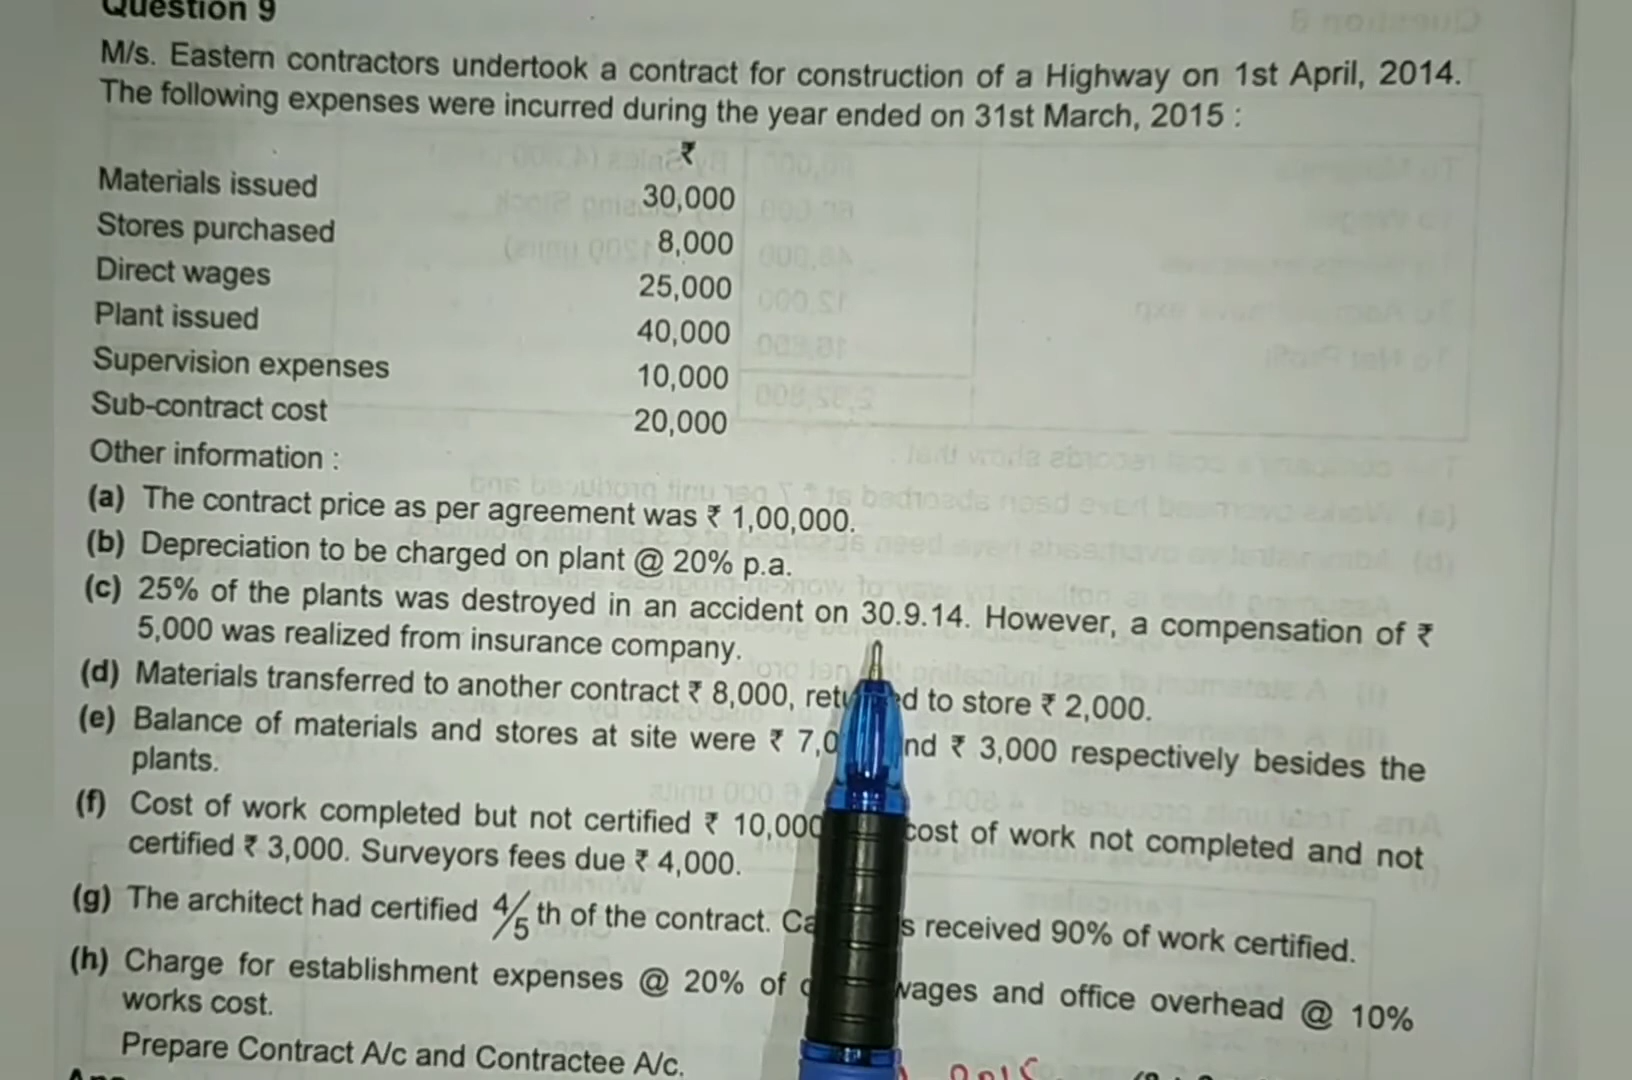 Question 9
M/s. Eastern contractors undertook a contract for construction of a Highway on 1st April, 2014.
The following expenses were incurred during the year ended on 31st March, 2015 :
₹
Materials issued 30,000
Stores purchased 8,000
Direct wages 25,000
Plant issued 40,000
Supervision expenses 10,000
Sub-contract cost 20,000
Other information :
(a) The contract price as per agreement was ₹ 1,00,000.
(b) Depreciation to be charged on plant @ 20% p.a.
(c) 25% of the plants was destroyed in an accident on 30.9.14. However, a compensation of ₹
5,000 was realized from insurance company.
(d) Materials transferred to another contract ₹ 8,000, to store ₹ 2,000.
(e) Balance of materials and stores at site were ₹ ₹ 3,000 respectively besides the
plants.
(f) Cost of work completed but not certified ₹ 10,000 cost of work not completed and not
certified ₹ 3,000. Surveyors fees due ₹ 4,000.
(g) The architect had certified 4/5 th of the contract. received 90% of work certified.
(h) Charge for establishment expenses @ 20% of wages and office overhead @ 10%
works cost.
Prepare Contract A/c and Contractee A/c.